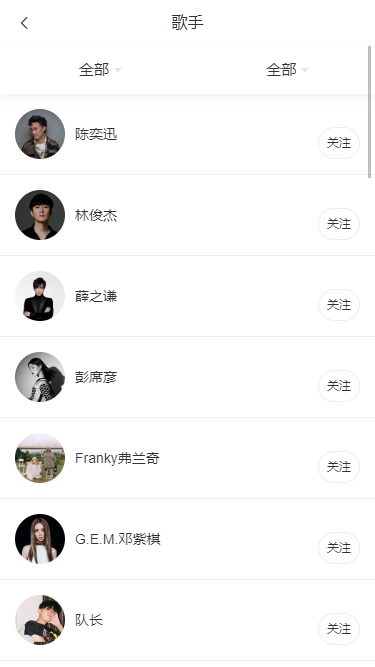 歌手
全部 全部
陈奕迅
关注
林俊杰
关注
薛之谦
关注
彭席彦
关注
Franky弗兰奇
关注
G.E.M.邓紫棋
关注
队长
关注